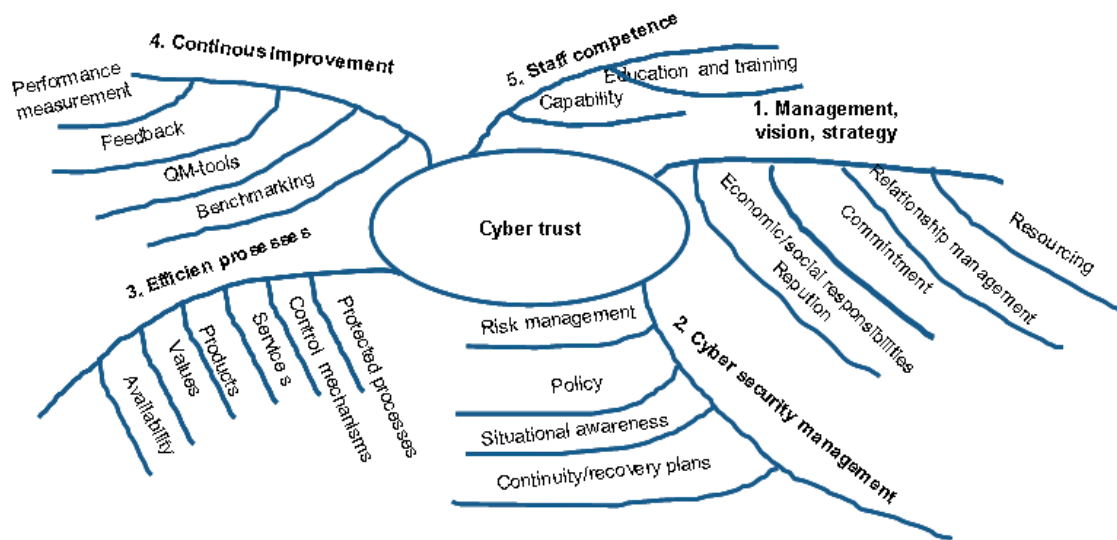 4. Continous improvement
Performance
measurement
Feedback
QM-tools
Benchmarking
5. Staff competence
Education and training
Capability
1. Management,
vision, strategy
Resourcing
Relationship management
Commintment
Economic/social responsibilities
Repution
Cyber trust
3. Efficien prosesses
Availability
Values
Products
Service s
Control mechanisms
Protected processes
2. Cyber security management
Risk management
Policy
Situational awareness
Continuity/recovery plans